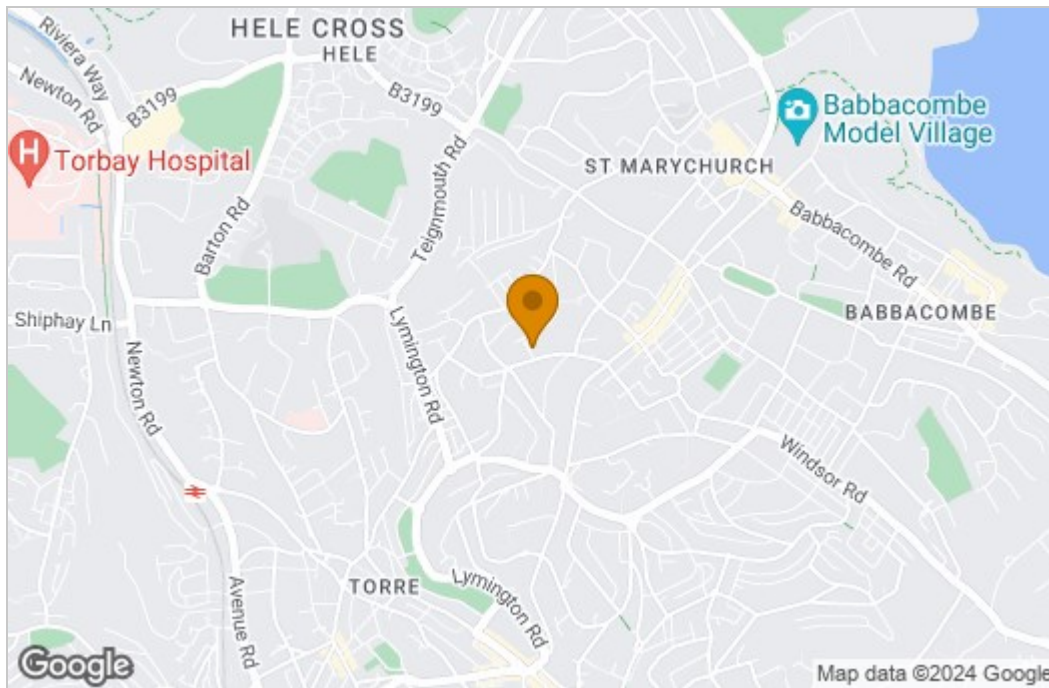 HELE CROSS
HELE
Riviera Way
Newton Rd
B3199
B3199
Babbacombe
Model Village
Torbay Hospital
Teignmouth Rd
ST MARYCHURCH
Barton Rd
Babbacombe Rd
Shiphay Ln
BABBACOMBE
Lymington Rd
Newton Rd
Windsor Rd
TORRE
Lymington Rd
Avenue Rd
Google
Map data ©2024 Google